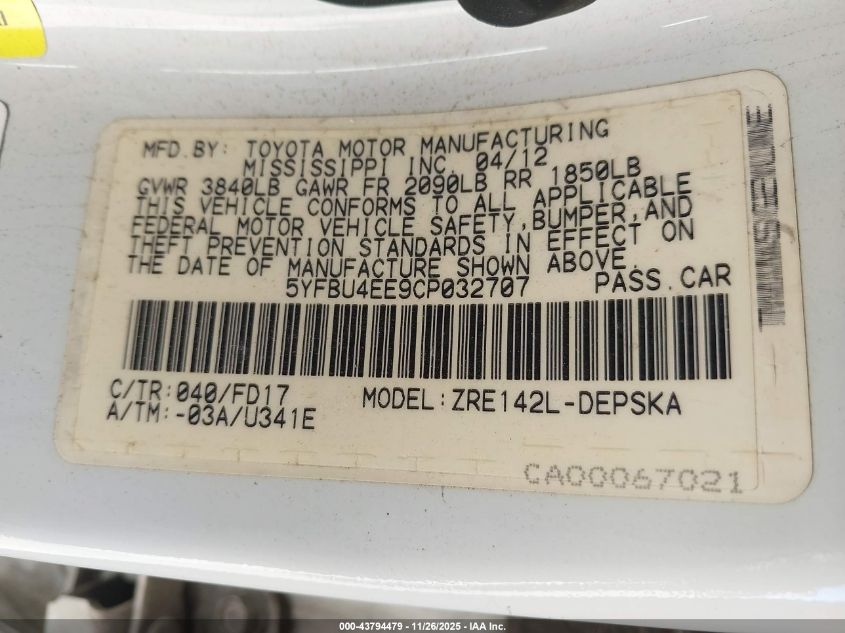 MFD. BY: TOYOTA MOTOR MANUFACTURING
MISSISSIPPI INC. 04/12
GVWR 3840LB GAWR FR 2090LB RR 1850LB
THIS VEHICLE CONFORMS TO ALL APPLICABLE
FEDERAL MOTOR VEHICLE SAFETY, BUMPER, AND
THEFT PREVENTION STANDARDS IN EFFECT ON
THE DATE OF MANUFACTURE SHOWN ABOVE.
5YFBU4EE9CP032707 PASS. CAR
C/TR: 040/FD17 MODEL: ZRE142L-DEPSKA
A/TM: -03A/U341E
CA00067021
000-43794479 | 11/26/2025 - IAA Inc.